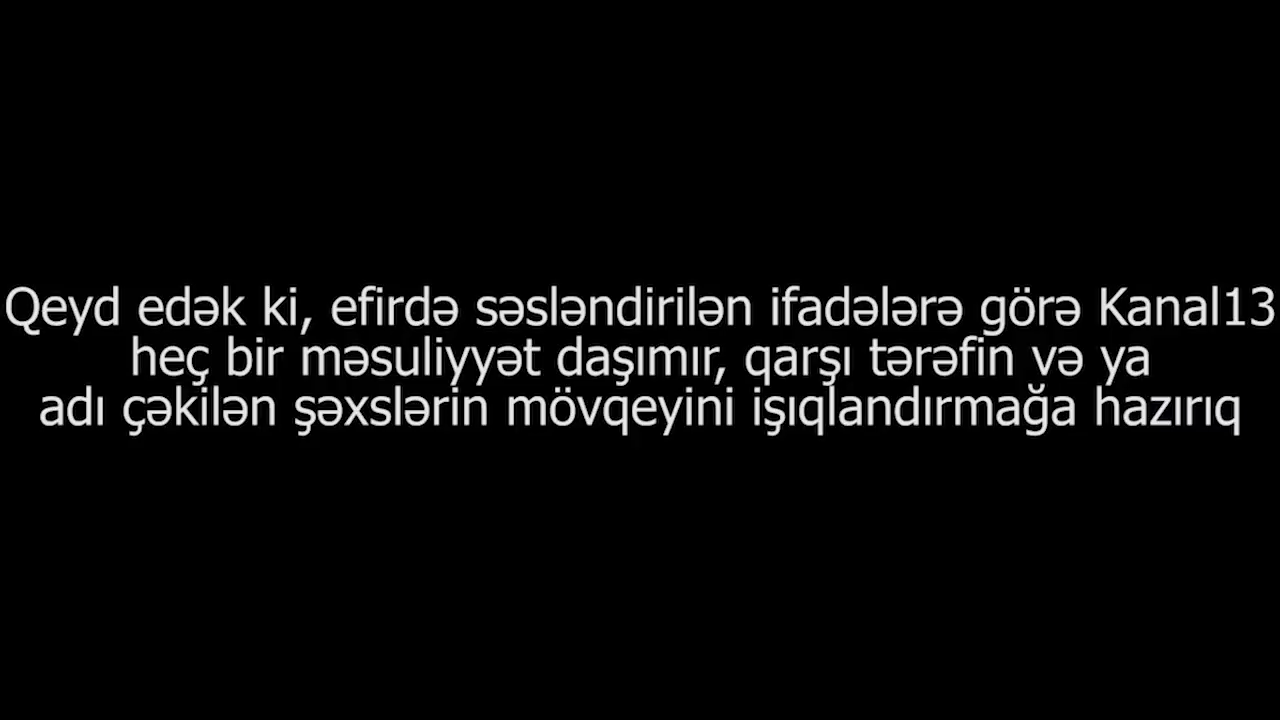 Qeyd edək ki, efirdə səsləndirilən ifadələrə görə Kanal13
heç bir məsuliyyət daşımır, qarşı tərəfin və ya
adı çəkilən şəxslərin mövqeyini işıqlandırmağa hazırıq